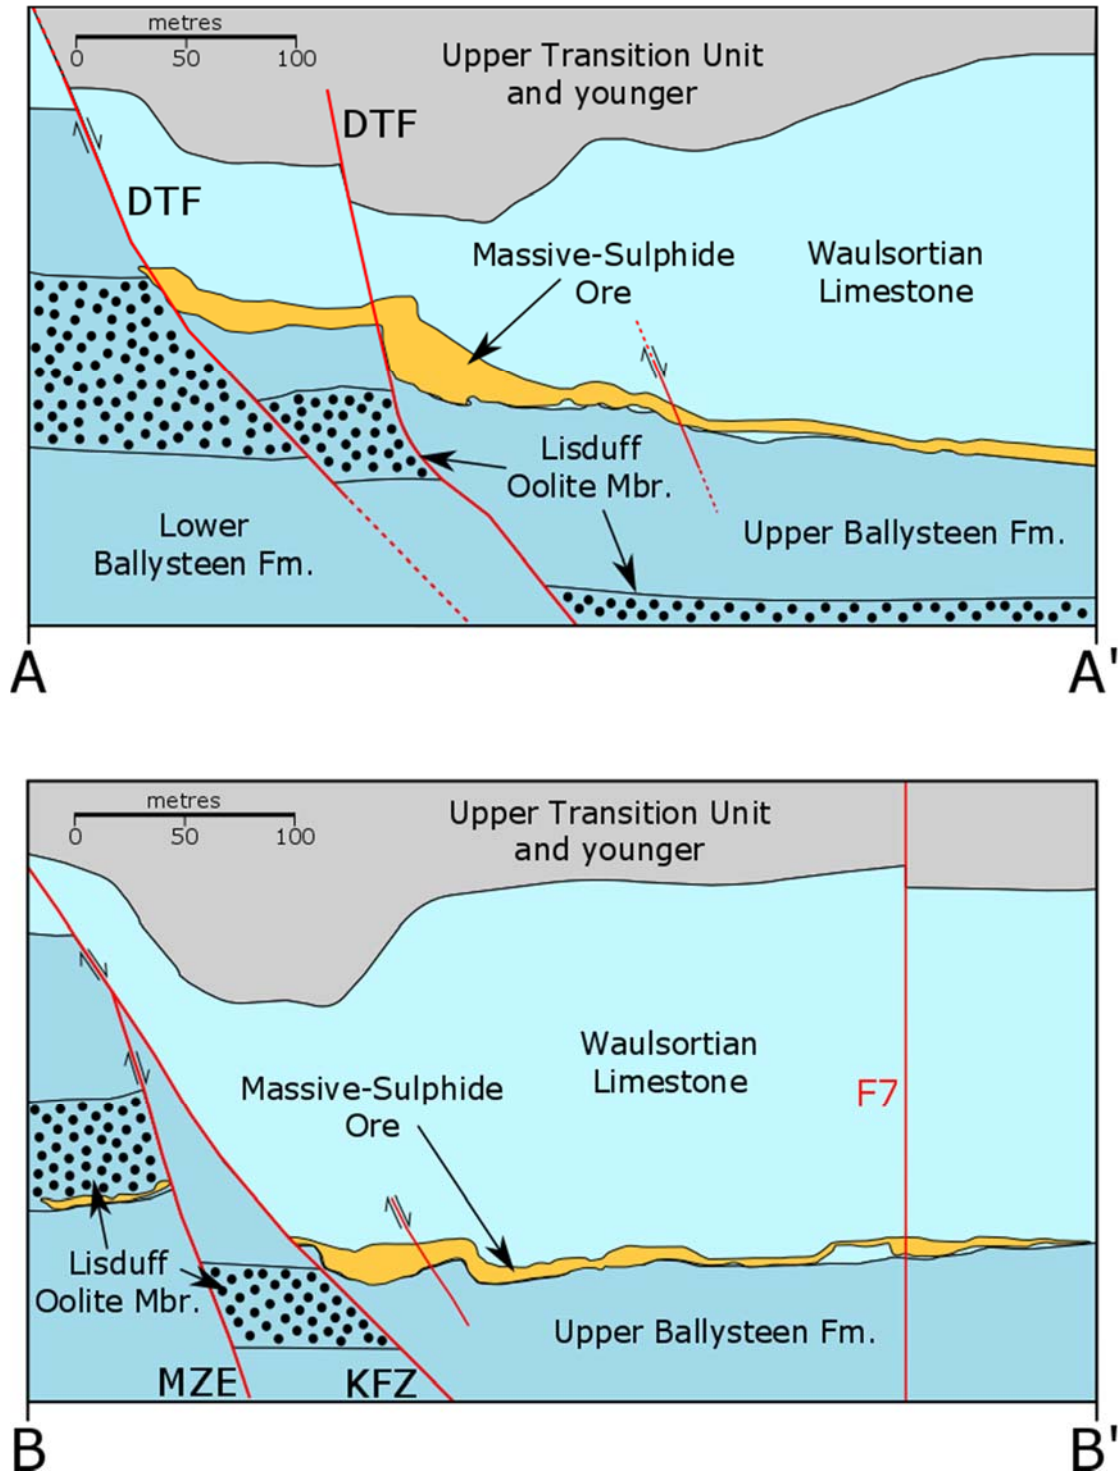 metres
0 50 100
Upper Transition Unit
and younger
DTF
DTF
Massive-Sulphide
Ore
Waulsortian
Limestone
Lisduff
Oolite Mbr.
Lower
Ballysteen Fm.
Upper Ballysteen Fm.
A A'
metres
0 50 100
Upper Transition Unit
and younger
Waulsortian
Limestone
Massive-Sulphide
Ore
F7
Lisduff
Oolite Mbr.
Upper Ballysteen Fm.
MZE KFZ
B B'